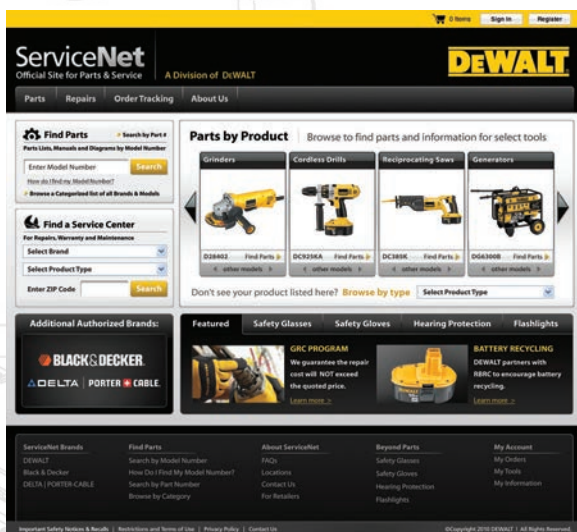 0 Items Sign In Register
ServiceNet
Official Site for Parts & Service A Division of DEWALT
DEWALT
Parts Repairs Order Tracking About Us
Find Parts Search by Part #
Parts Lists, Manuals and Diagrams by Model Number
Enter Model Number Search
How do I find my Model Number?
Browse a Categorized list of all Brands & Models
Find a Service Center
For Repairs, Warranty and Maintenance
Select Brand
Select Product Type
Enter ZIP Code Search
Parts by Product Browse to find parts and information for select tools
Grinders Cordless Drills Reciprocating Saws Generators
D28402 Find Parts DC925KA Find Parts DC385K Find Parts DG6300B Find Parts
other models other models other models other models
Don't see your product listed here? Browse by type Select Product Type
Additional Authorized Brands:
BLACK&DECKER.
DELTA PORTER CABLE.
Featured Safety Glasses Safety Gloves Hearing Protection Flashlights
GRC PROGRAM
We guarantee the repair
cost will NOT exceed
the quoted price.
Learn more >
BATTERY RECYCLING
DEWALT partners with
RBRC to encourage battery
recycling.
Learn more >
ServiceNet Brands
DEWALT
Black & Decker
DELTA | PORTER-CABLE
Find Parts
Search by Model Number
How Do I Find My Model Number?
Search by Part Number
Browse by Category
About ServiceNet
FAQs
Locations
Contact Us
For Retailers
Beyond Parts
Safety Glasses
Safety Gloves
Hearing Protection
Flashlights
My Account
My Orders
My Tools
My Information
Important Safety Notices & Recalls | Restrictions and Terms of Use | Privacy Policy | Contact Us
©Copyright 2010 DEWALT | All Rights Reserved